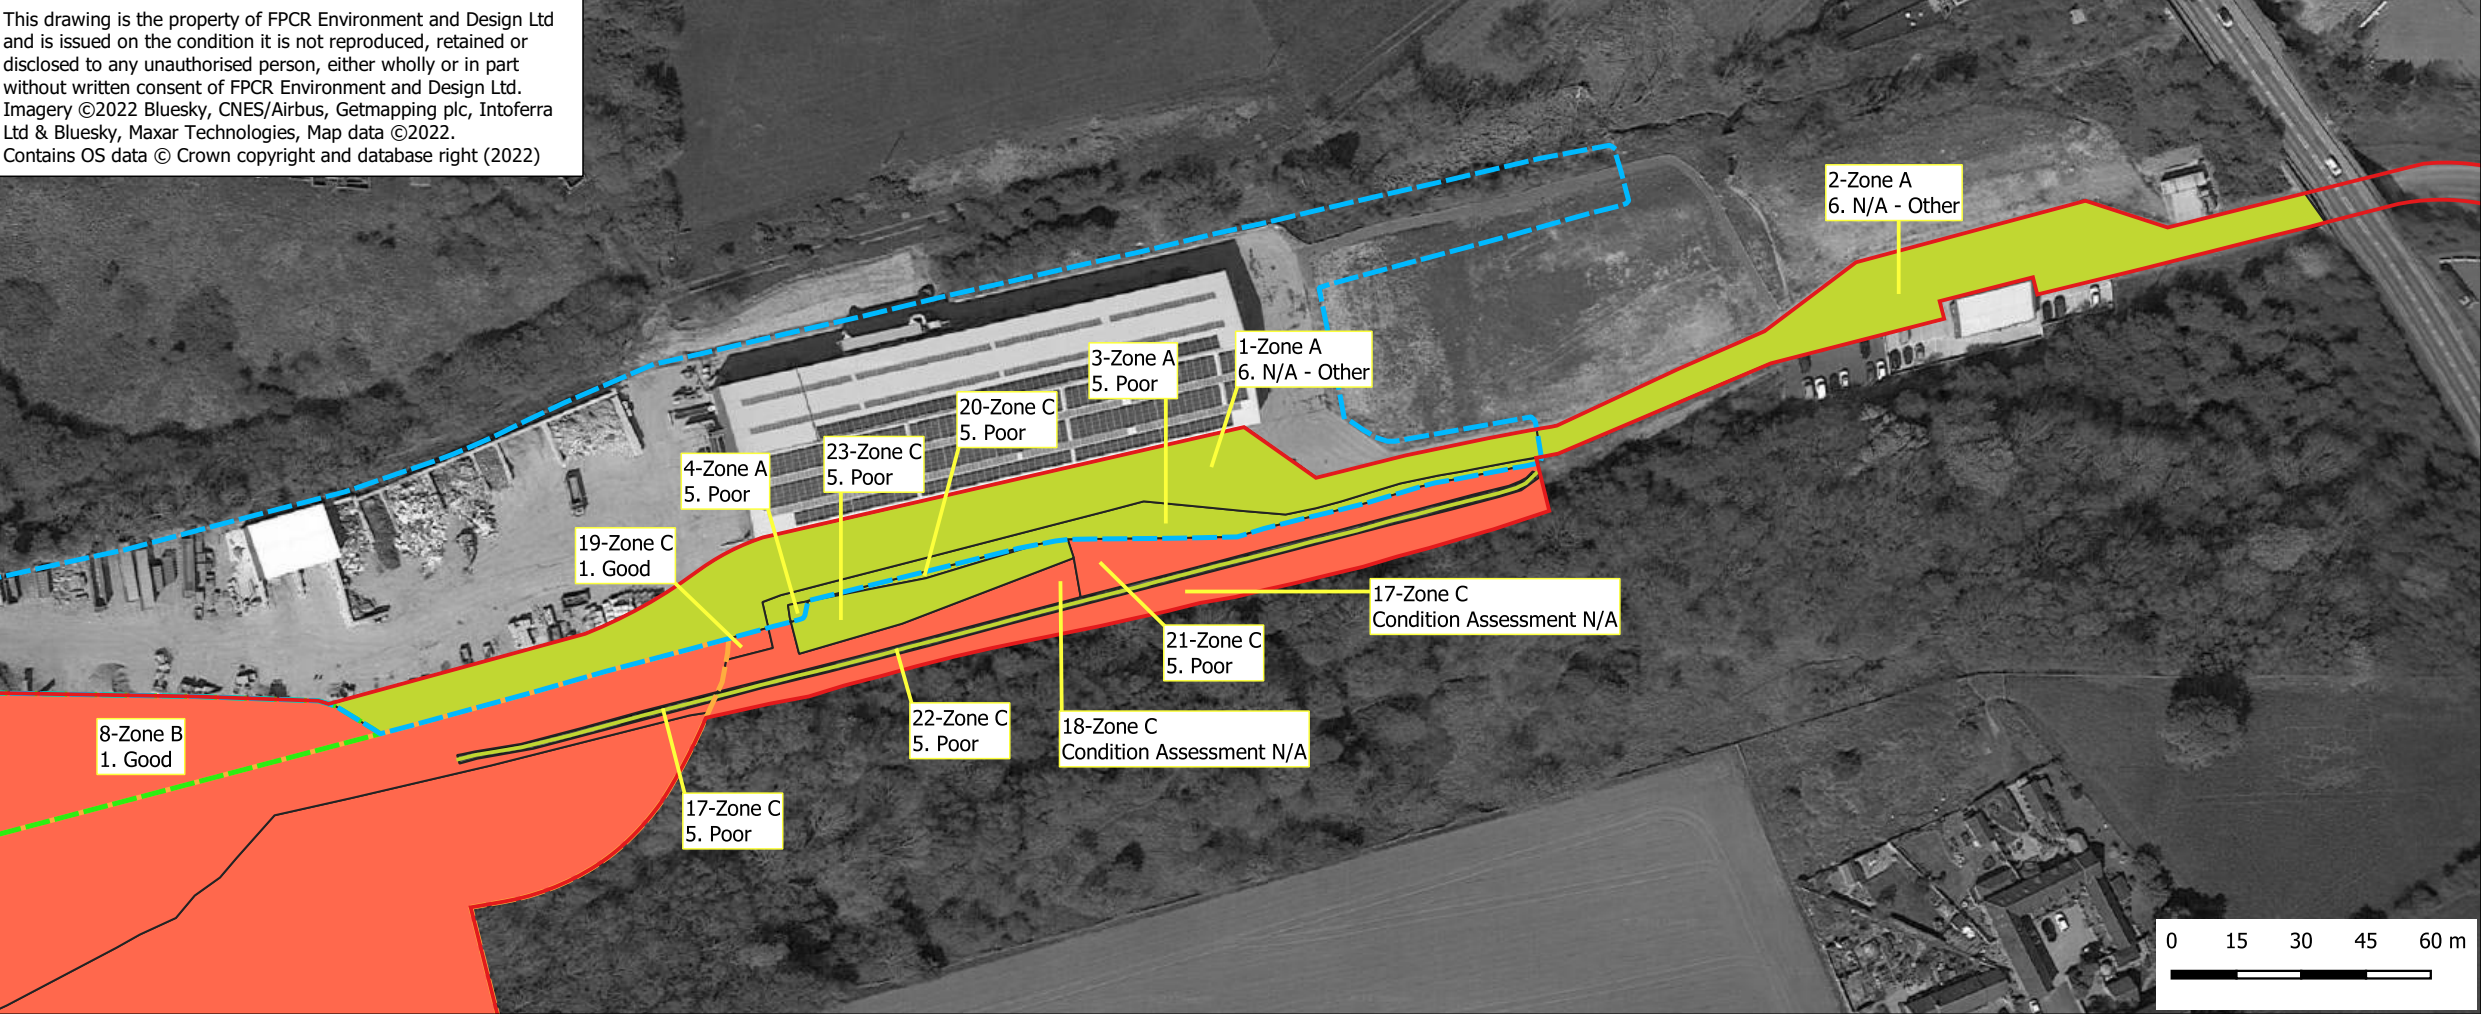 This drawing is the property of FPCR Environment and Design Ltd
and is issued on the condition it is not reproduced, retained or
disclosed to any unauthorised person, either wholly or in part
without written consent of FPCR Environment and Design Ltd.
Imagery ©2022 Bluesky, CNES/Airbus, Getmapping plc, Intoferra
Ltd & Bluesky, Maxar Technologies, Map data ©2022.
Contains OS data © Crown copyright and database right (2022)
2-Zone A
6. N/A - Other
1-Zone A
6. N/A - Other
3-Zone A
5. Poor
20-Zone C
5. Poor
23-Zone C
5. Poor
4-Zone A
5. Poor
19-Zone C
1. Good
17-Zone C
Condition Assessment N/A
21-Zone C
5. Poor
22-Zone C
5. Poor
18-Zone C
Condition Assessment N/A
8-Zone B
1. Good
17-Zone C
5. Poor
0 15 30 45 60 m